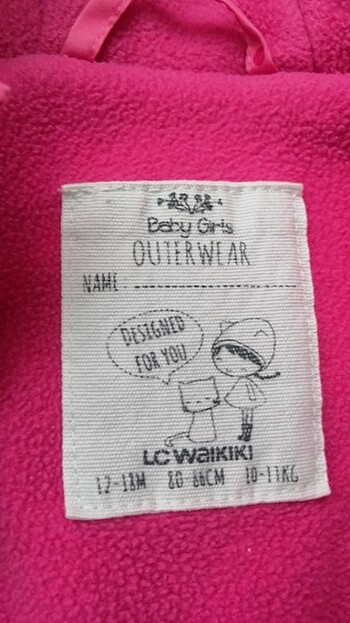 Baby Girls
OUTERWEAR
NAME:
DESIGNED
FOR YOU
LC WAIKIKI
12-18M 80-86CM 10-11KG